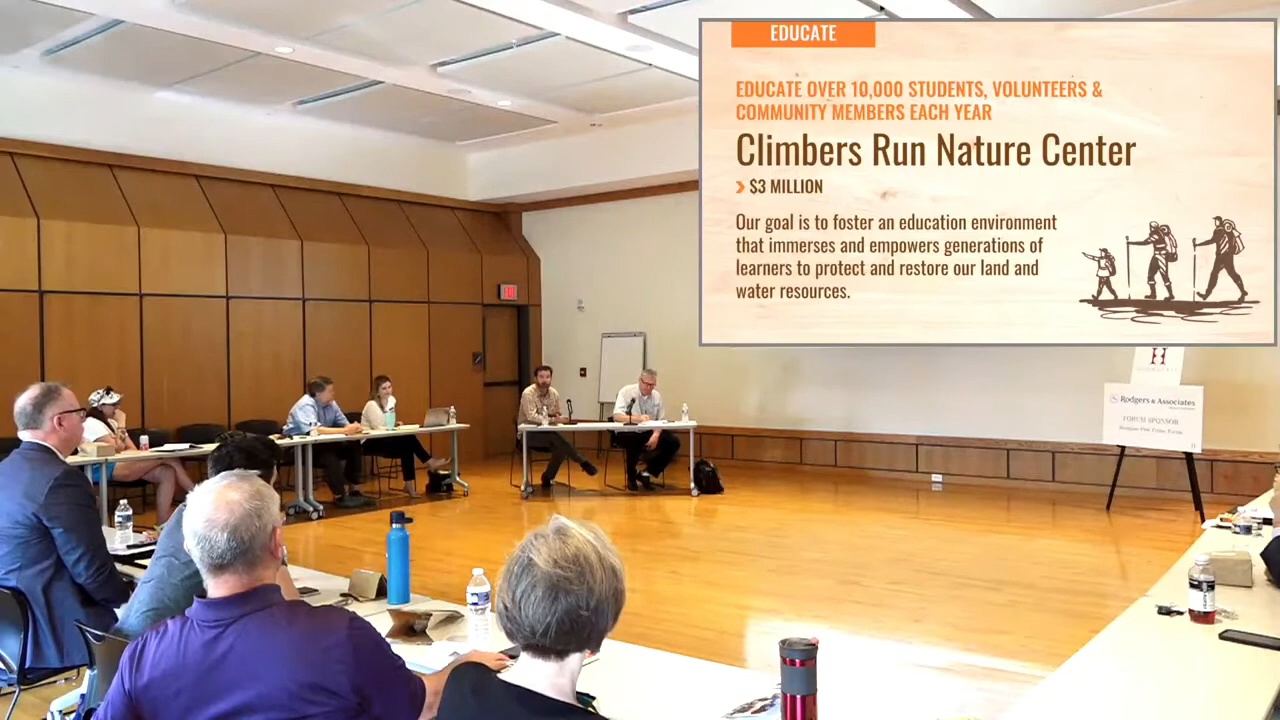 EDUCATE
EDUCATE OVER 10,000 STUDENTS, VOLUNTEERS &
COMMUNITY MEMBERS EACH YEAR
Climbers Run Nature Center
$3 MILLION
Our goal is to foster an education environment
that immerses and empowers generations of
learners to protect and restore our land and
water resources.
EXIT
H
Rodgers & Associates
FORUM SPONSOR